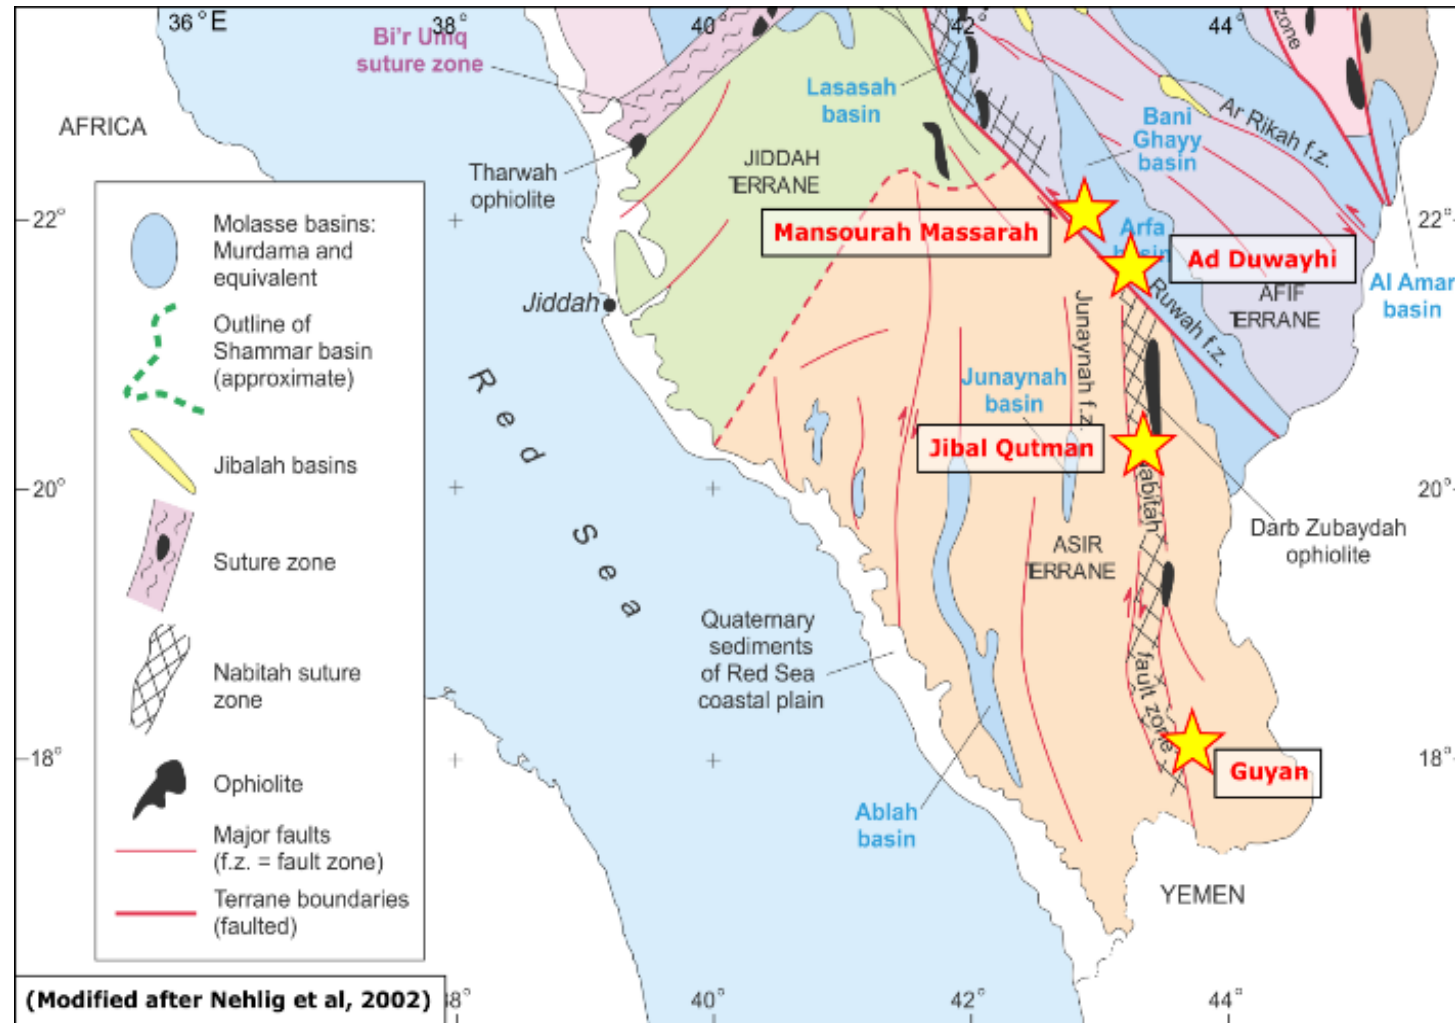 36° E
38°
40°
42°
44°
Bi'r Umq
suture zone
AFRICA
Lasasah
basin
zone
Bani
Ghayy
basin
Ar Rikah f.z.
Tharwah
ophiolite
JIDDAH
TERRANE
22°
22°
Mansourah Massarah
Arfa
basin
Ad Duwayhi
Al Amar
basin
AFIF
TERRANE
Ruwah f.z.
Jiddah
Junaynah f.z.
Junaynah
basin
Red Sea
Jibal Qutman
20°
20°
Nabitah
fault zone
Darb Zubaydah
ophiolite
ASIR
TERRANE
Quaternary
sediments
of Red Sea
coastal plain
18°
18°
Guyan
Ablah
basin
YEMEN
Molasse basins:
Murdama and
equivalent
Outline of
Shammar basin
(approximate)
Jibalah basins
Suture zone
Nabitah suture
zone
Ophiolite
Major faults
(f.z. = fault zone)
Terrane boundaries
(faulted)
(Modified after Nehlig et al, 2002)
38°
40°
42°
44°